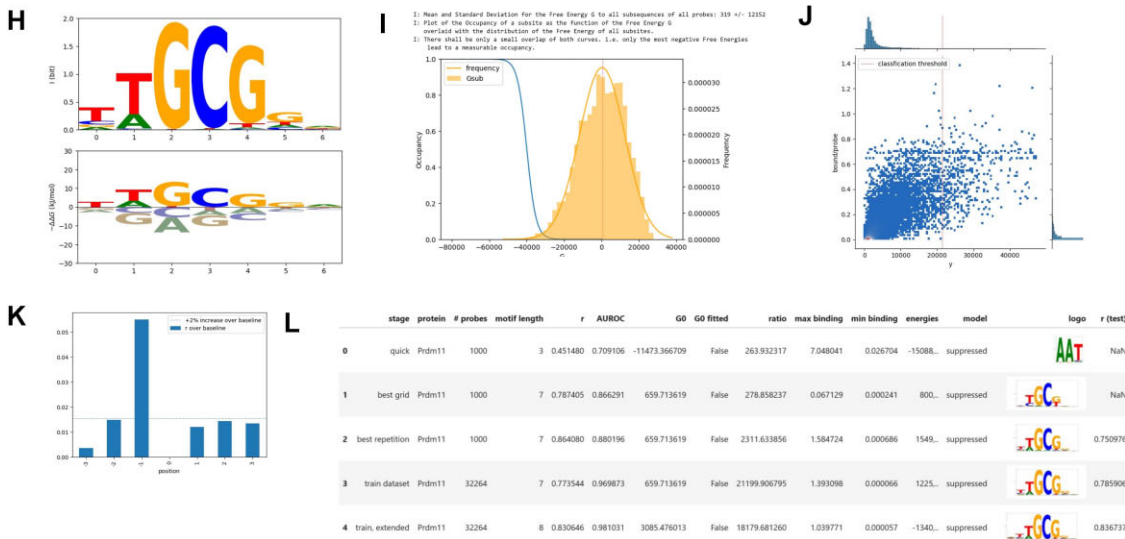 H
2.0
1.5
1.0
0.5
0.0
I (bit)
TTGCGG
0 1 2 3 4 5 6
30
20
10
0
−10
−20
−30
−ΔΔG (kJ/mol)
0 1 2 3 4 5 6
I
I: Mean and Standard Deviation for the Free Energy G to all subsequences of all probes: 319 +/- 12152
I: Plot of the Occupancy of a subsite as the function of the Free Energy G
overlaid with the distribution of the Free Energy of all subsites.
I: There shall be only a small overlap of both curves. i.e. only the most negative Free Energies
lead to a measurable occupancy.
frequency
Gsub
1.0
0.8
0.6
0.4
0.2
0.0
Occupancy
0.000030
0.000025
0.000020
0.000015
0.000010
0.000005
0.000000
Frequency
−80000 −60000 −40000 −20000 0 20000 40000
J
classfication threshold
1.4
1.2
1.0
0.8
0.6
0.4
0.2
0.0
bound/probe
0 10000 20000 30000 40000
y
K
+2% increase over baseline
r over baseline
0.05
0.04
0.03
0.02
0.01
0.00
-3 -2 -1 0 1 2 3
position
L
stage protein # probes motif length r AUROC G0 G0 fitted ratio max binding min binding energies model logo r (test)
0 quick Prdm11 1000 3 0.451480 0.709106 -11473.366709 False 263.932317 7.048041 0.026704 -15088,.. suppressed AAT NaN
1 best grid Prdm11 1000 7 0.787405 0.866291 659.713619 False 278.858237 0.067129 0.000241 800,.. suppressed TGCG NaN
2 best repetition Prdm11 1000 7 0.864080 0.880196 659.713619 False 2311.633856 1.584724 0.000686 1549,.. suppressed TGCG 0.750976
3 train dataset Prdm11 32264 7 0.773544 0.969873 659.713619 False 21199.906795 1.393098 0.000066 1225,.. suppressed TTGCG 0.785906
4 train, extended Prdm11 32264 8 0.830646 0.981031 3085.476013 False 18179.681260 1.039771 0.000057 -1340,.. suppressed TGCG 0.836737